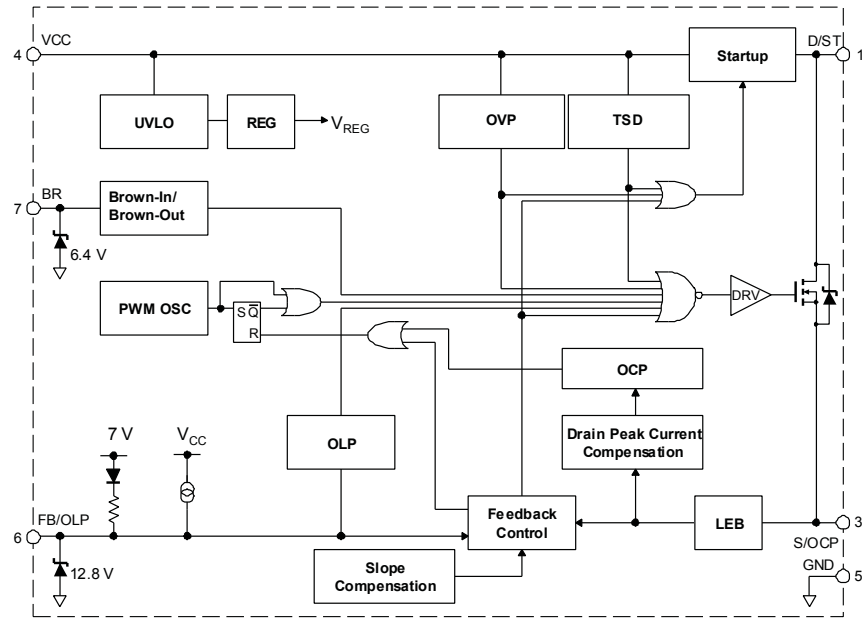 VCC
4
D/ST
1
Startup
UVLO
REG
VREG
OVP
TSD
BR
7
Brown-In/
Brown-Out
6.4 V
PWM OSC
S Q̅
R
DRV
OCP
7 V
VCC
OLP
Drain Peak Current
Compensation
FB/OLP
6
Feedback
Control
LEB
3
S/OCP
12.8 V
Slope
Compensation
GND
5